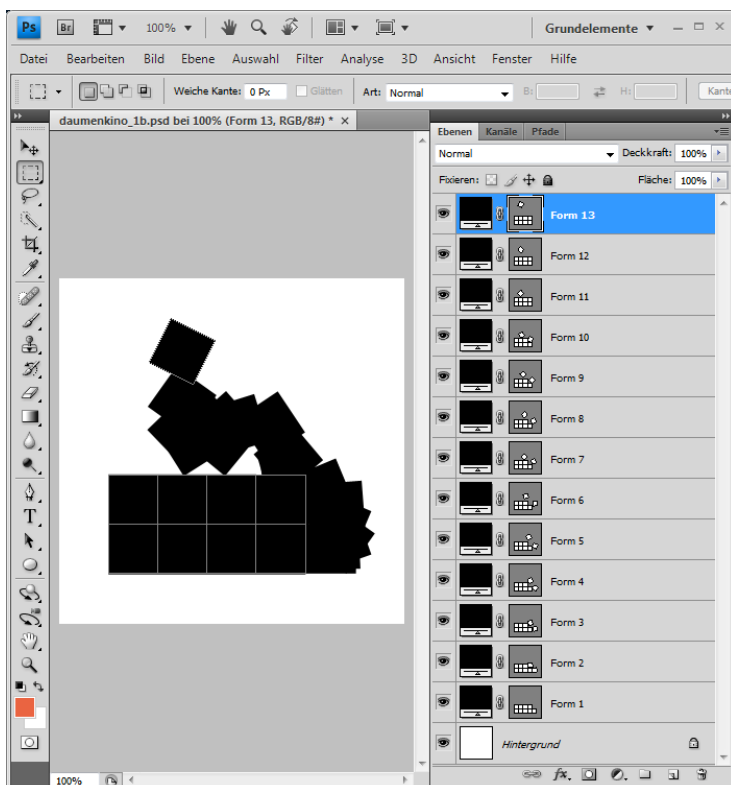 Ps Br 100% Grundelemente
Datei Bearbeiten Bild Ebene Auswahl Filter Analyse 3D Ansicht Fenster Hilfe
Weiche Kante: 0 Px Glätten Art: Normal B: H: Kante
daumenkino_1b.psd bei 100% (Form 13, RGB/8#) * ×
Ebenen Kanäle Pfade
Normal Deckkraft: 100%
Fixieren: Fläche: 100%
Form 13
Form 12
Form 11
Form 10
Form 9
Form 8
Form 7
Form 6
Form 5
Form 4
Form 3
Form 2
Form 1
Hintergrund
T
fx.
100%